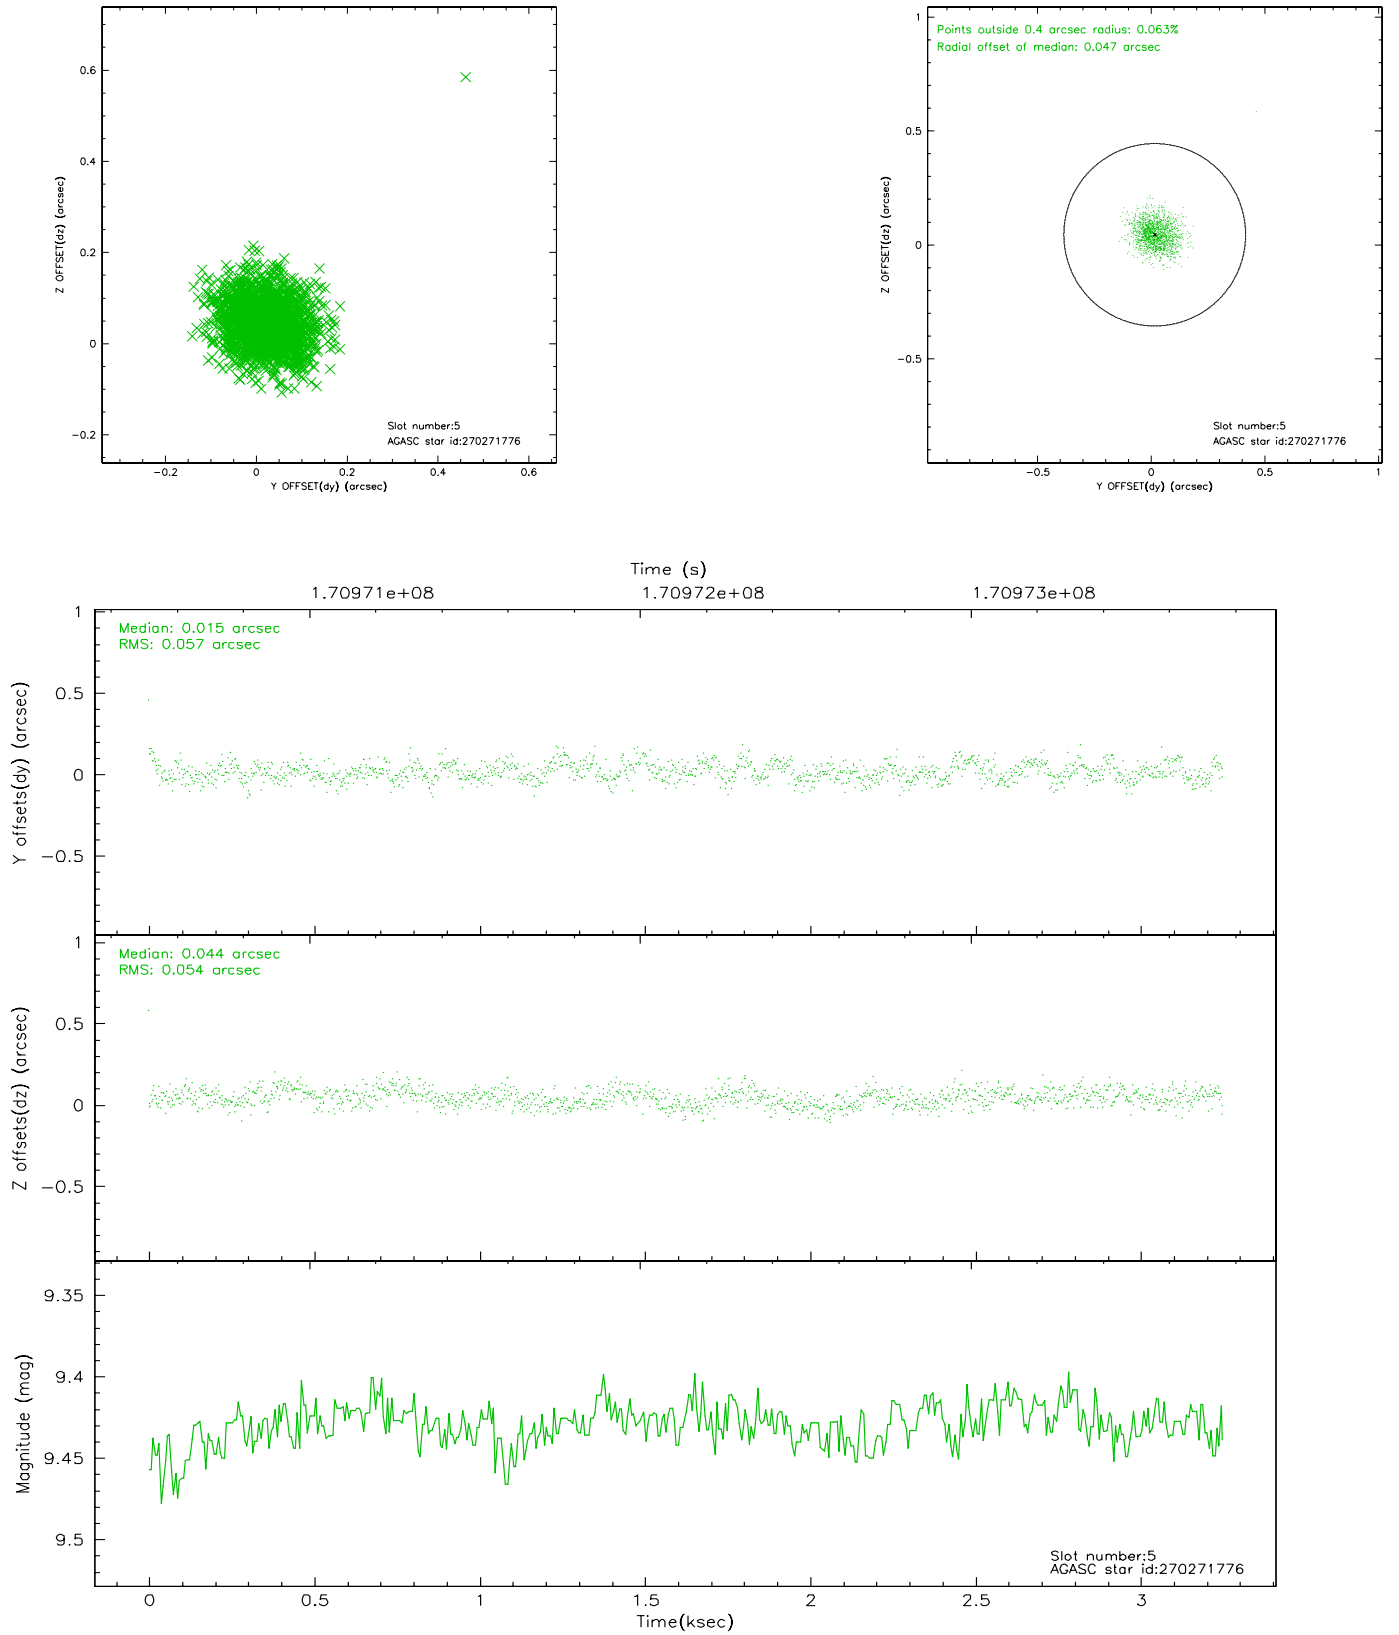 0.6
0.4
0.2
0
−0.2
−0.2
0
0.2
0.4
0.6
Z OFFSET(dz) (arcsec)
Y OFFSET(dy) (arcsec)
Slot number:5
AGASC star id:270271776
Points outside 0.4 arcsec radius: 0.063%
Radial offset of median: 0.047 arcsec
1
0.5
0
−0.5
−0.5
0
0.5
1
Z OFFSET(dz) (arcsec)
Y OFFSET(dy) (arcsec)
Slot number:5
AGASC star id:270271776
Time (s)
1.70971e+08
1.70972e+08
1.70973e+08
Median: 0.015 arcsec
RMS: 0.057 arcsec
1
0.5
0
−0.5
Y offsets(dy) (arcsec)
Median: 0.044 arcsec
RMS: 0.054 arcsec
1
0.5
0
−0.5
Z offsets(dz) (arcsec)
9.35
9.4
9.45
9.5
Magnitude (mag)
Slot number:5
AGASC star id:270271776
0
0.5
1
1.5
2
2.5
3
Time(ksec)